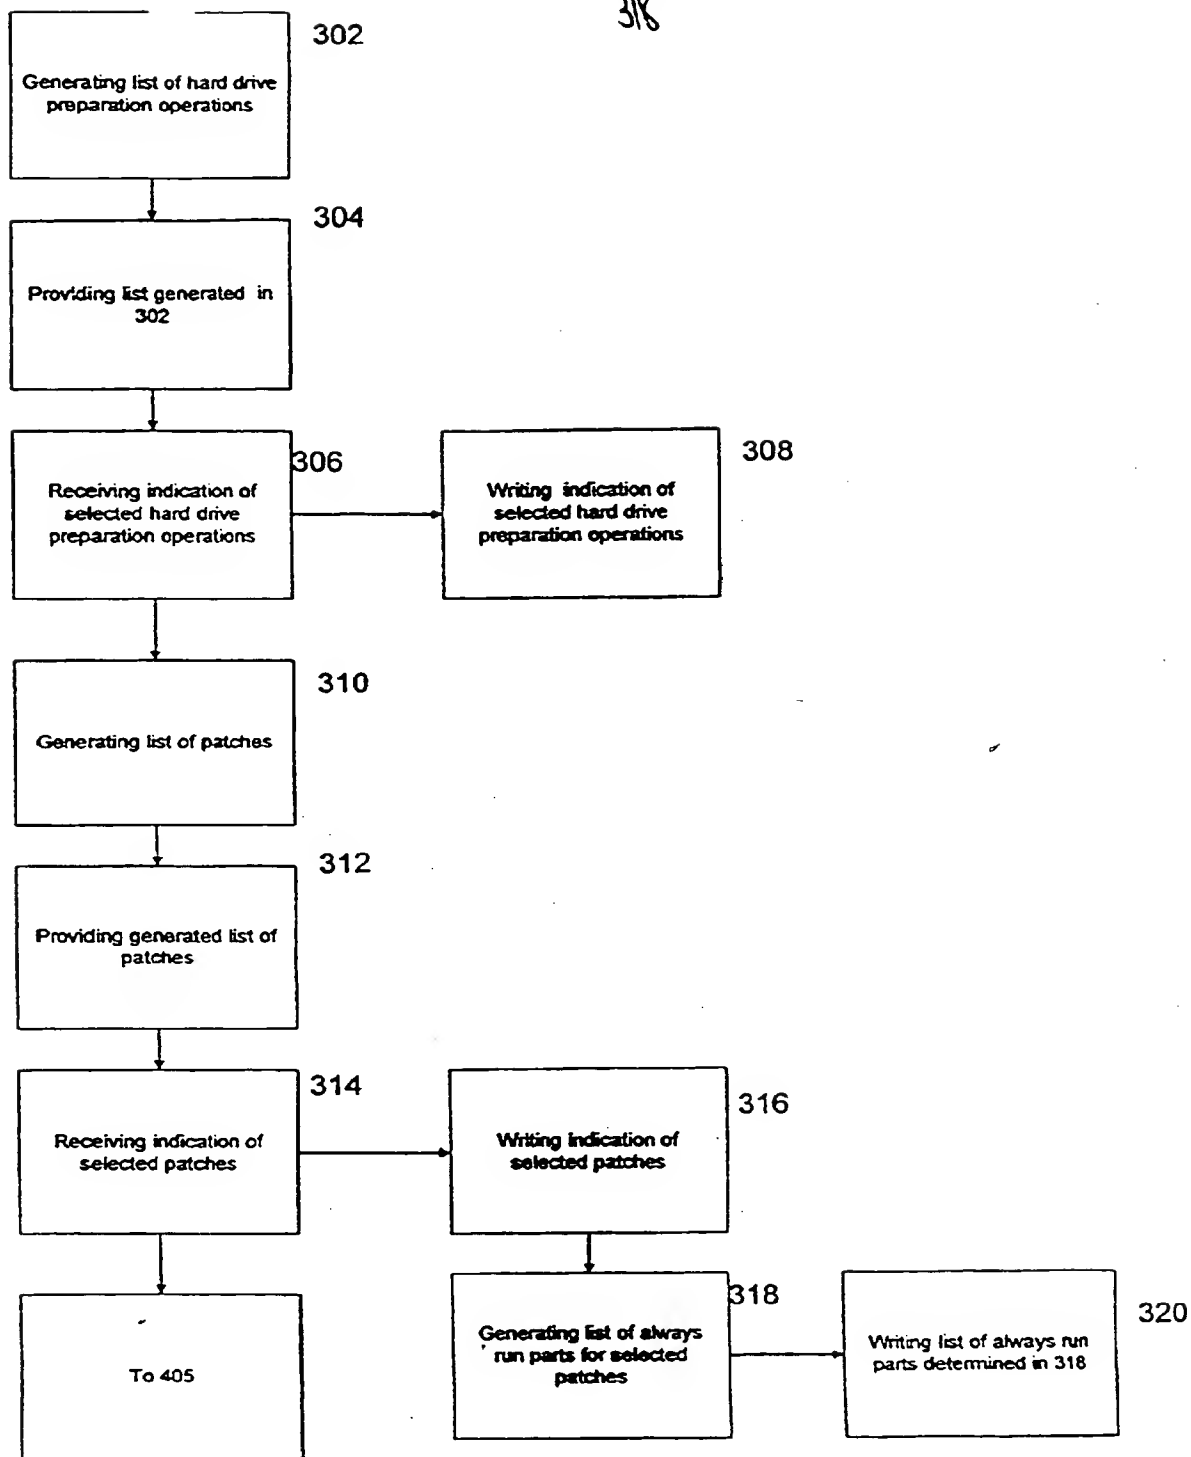 318
302
Generating list of hard drive
preparation operations
304
Providing list generated in
302
306
Receiving indication of
selected hard drive
preparation operations
308
Writing indication of
selected hard drive
preparation operations
310
Generating list of patches
312
Providing generated list of
patches
314
Receiving indication of
selected patches
316
Writing indication of
selected patches
318
Generating list of always
run parts for selected
patches
320
Writing list of always run
parts determined in 318
To 405